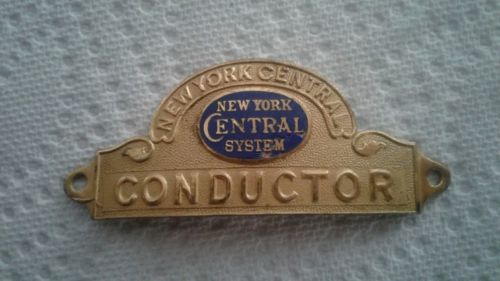 NEW YORK CENTRAL
NEW YORK
CENTRAL
SYSTEM
CONDUCTOR